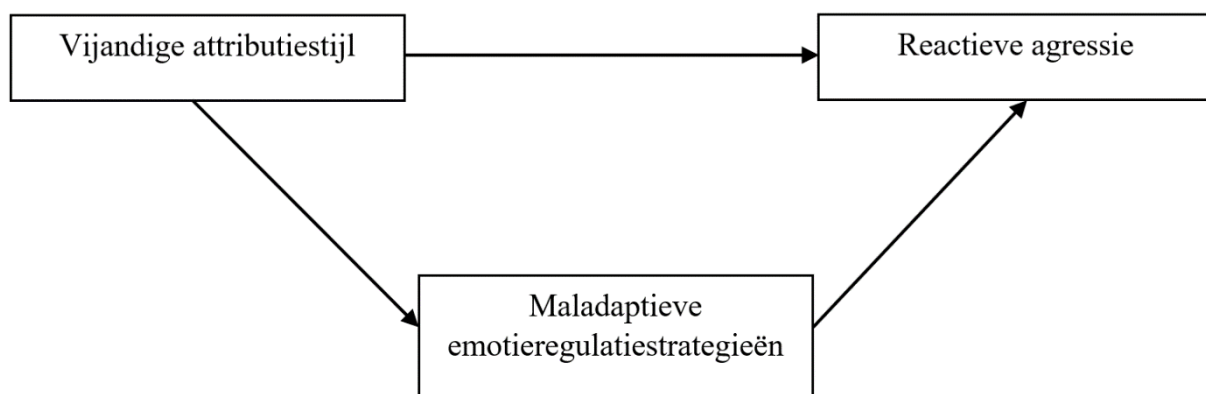 Vijandige attributiestijl
Reactieve agressie
Maladaptieve
emotieregulatiestrategieën